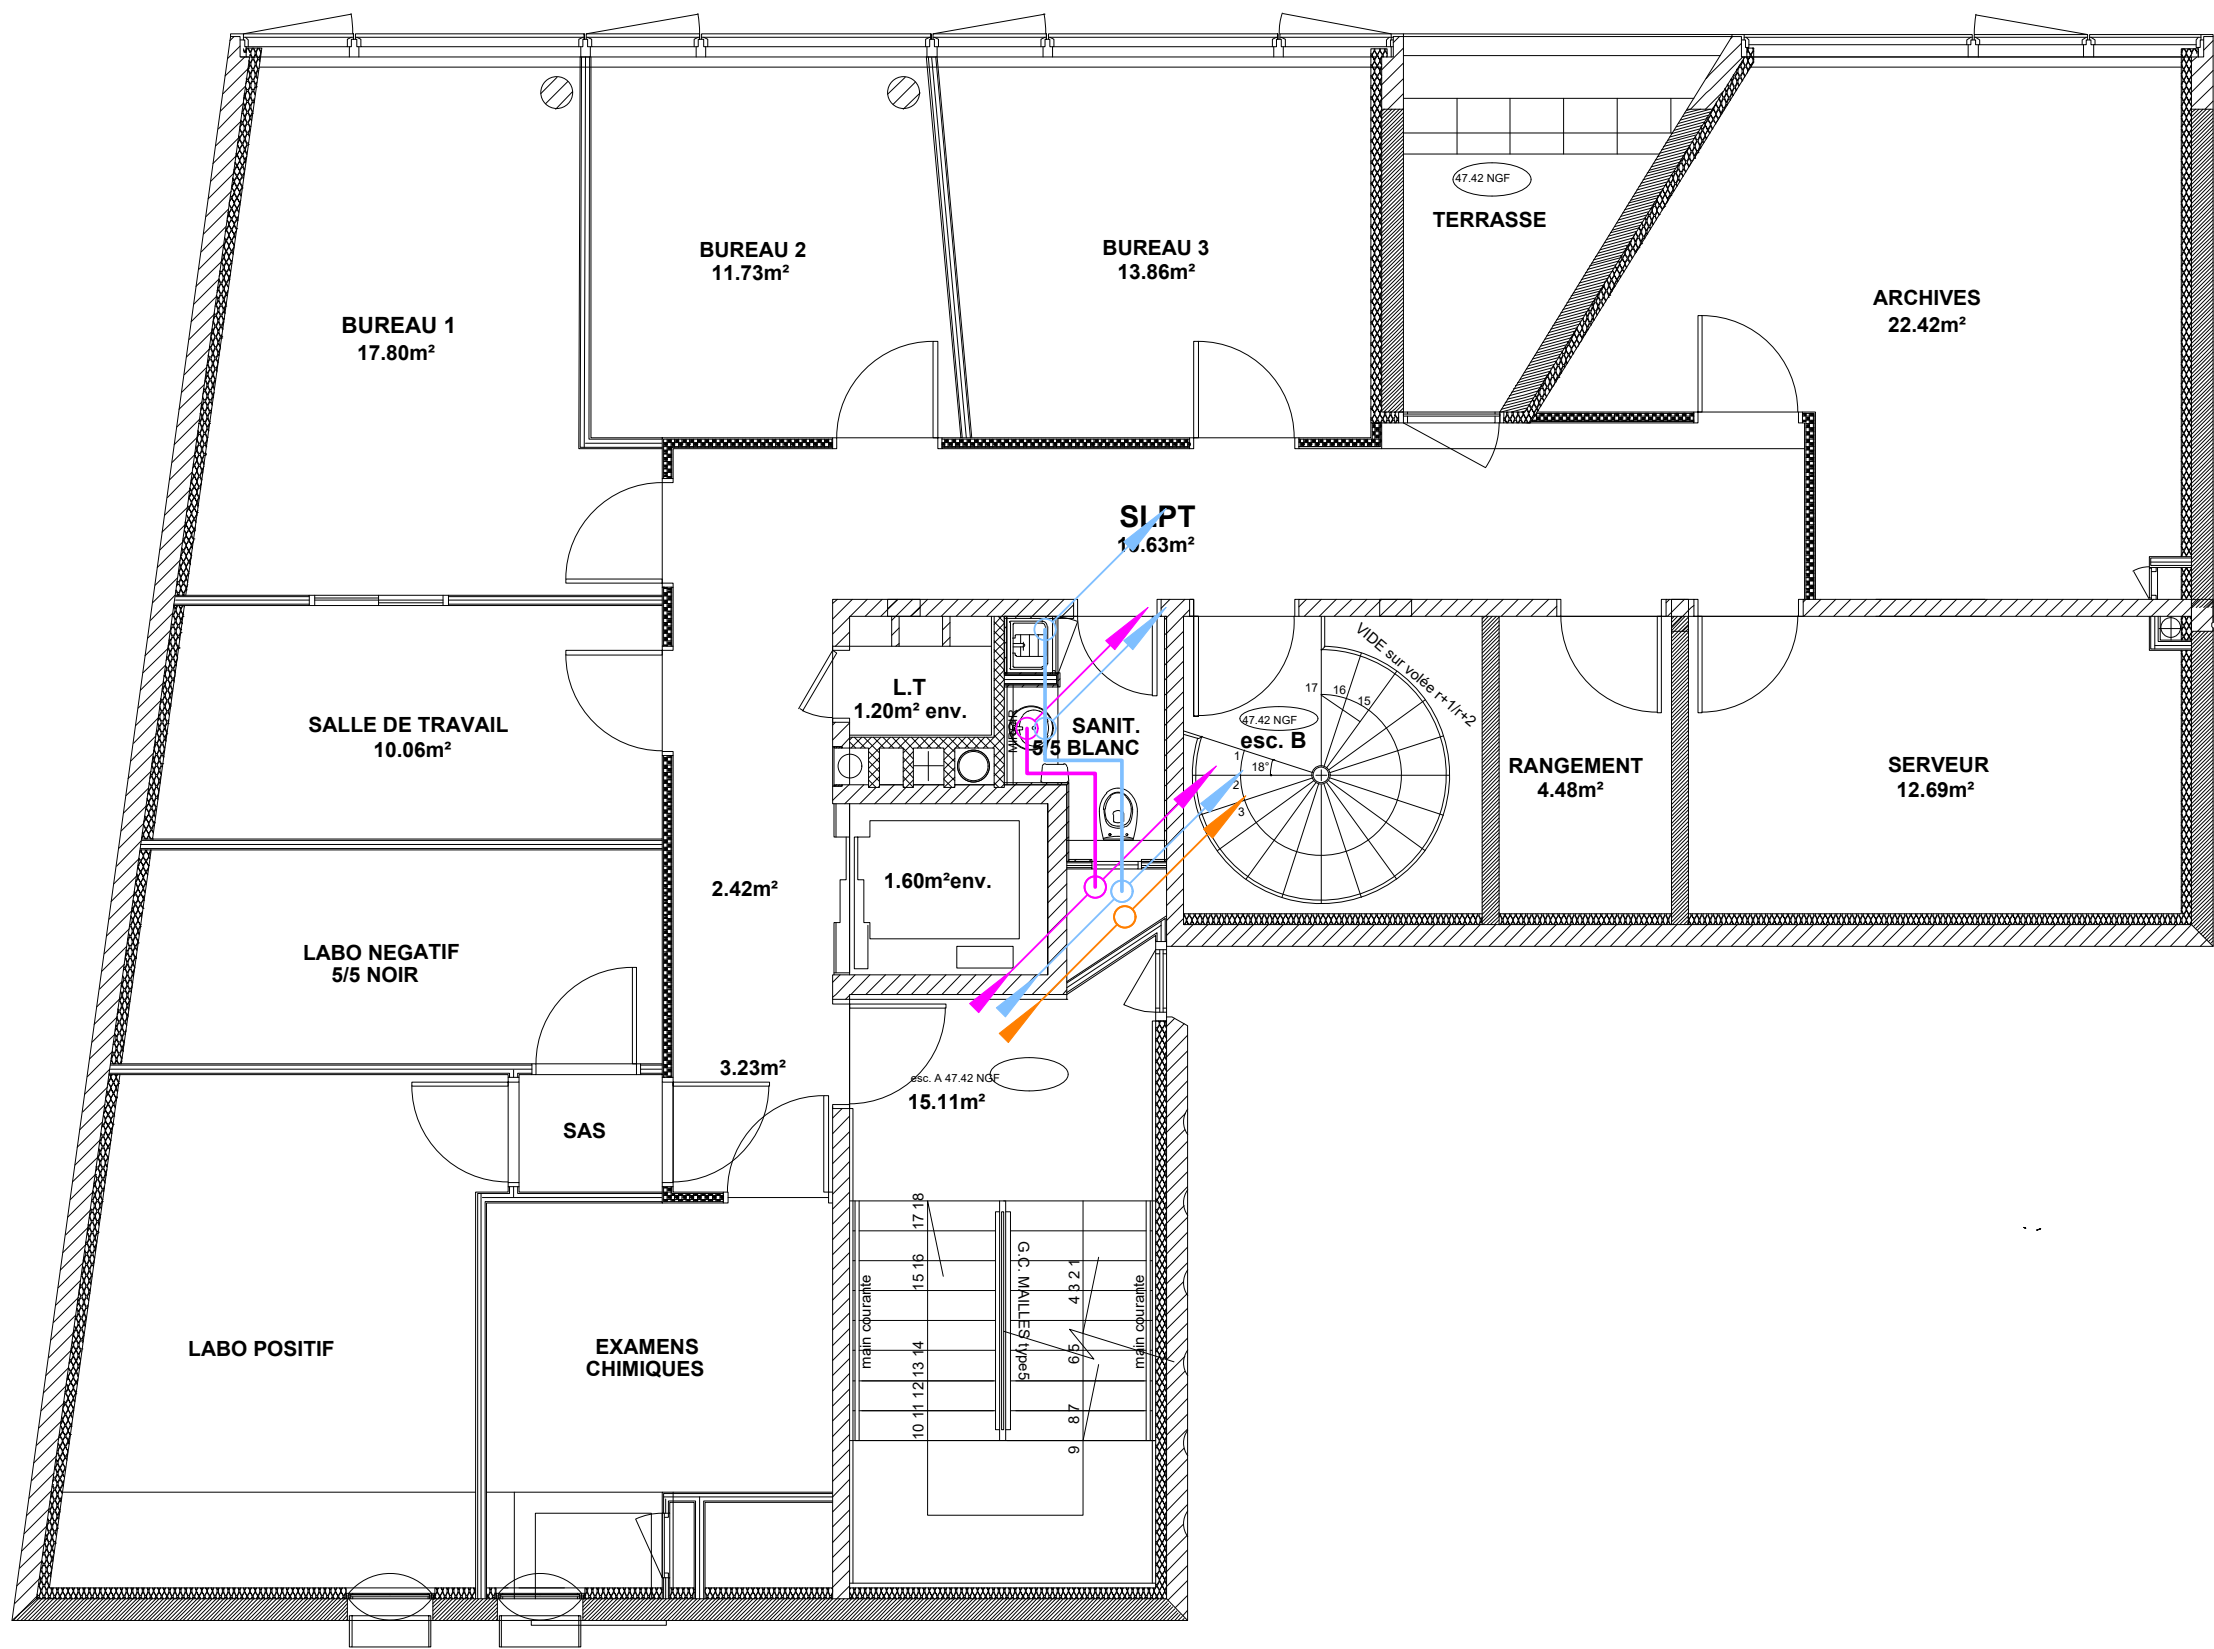 47.42 NGF
TERRASSE
BUREAU 2
11.73m²
BUREAU 3
13.86m²
ARCHIVES
22.42m²
BUREAU 1
17.80m²
SLPT
63m²
VIDE sur volée r+1/r+2
L.T
1.20m² env.
17
16
15
SANIT.
5/5 BLANC
47.42 NGF
esc. B
1
18°
2
3
SALLE DE TRAVAIL
10.06m²
RANGEMENT
4.48m²
SERVEUR
12.69m²
2.42m²
1.60m²env.
LABO NEGATIF
5/5 NOIR
3.23m²
esc. A 47.42 NGF
15.11m²
SAS
17 18
15 16
10 11 12 13 14
main courante
G.C. MAILLES type5
4 3 2 1
6 5
8 7
9
main courante
LABO POSITIF
EXAMENS
CHIMIQUES